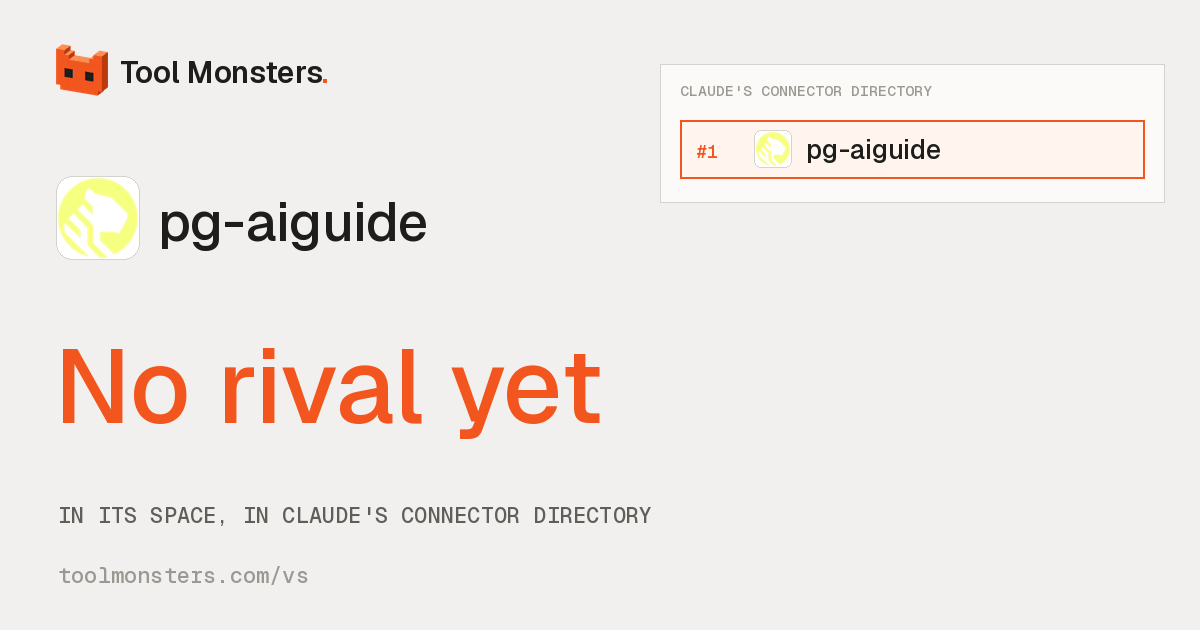 Tool Monsters.
pg-aiguide
No rival yet
IN ITS SPACE, IN CLAUDE'S CONNECTOR DIRECTORY
toolmonsters.com/vs
CLAUDE'S CONNECTOR DIRECTORY
#1 pg-aiguide